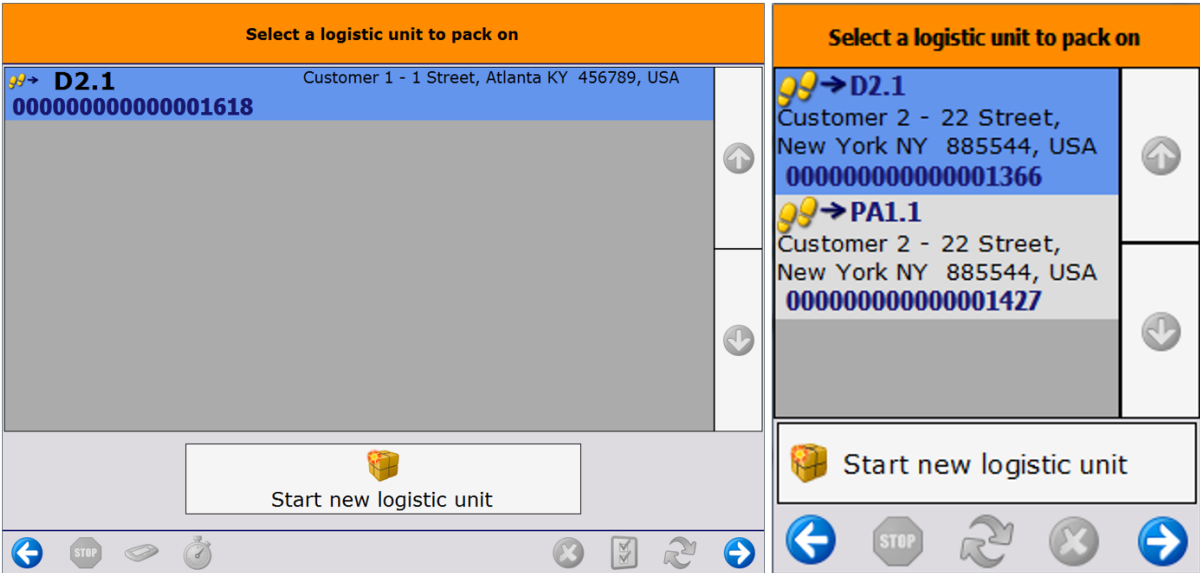 Select a logistic unit to pack on
D2.1 Customer 1 - 1 Street, Atlanta KY 456789, USA
000000000000001618
Start new logistic unit
STOP
Select a logistic unit to pack on
D2.1
Customer 2 - 22 Street,
New York NY 885544, USA
000000000000001366
PA1.1
Customer 2 - 22 Street,
New York NY 885544, USA
000000000000001427
Start new logistic unit
STOP